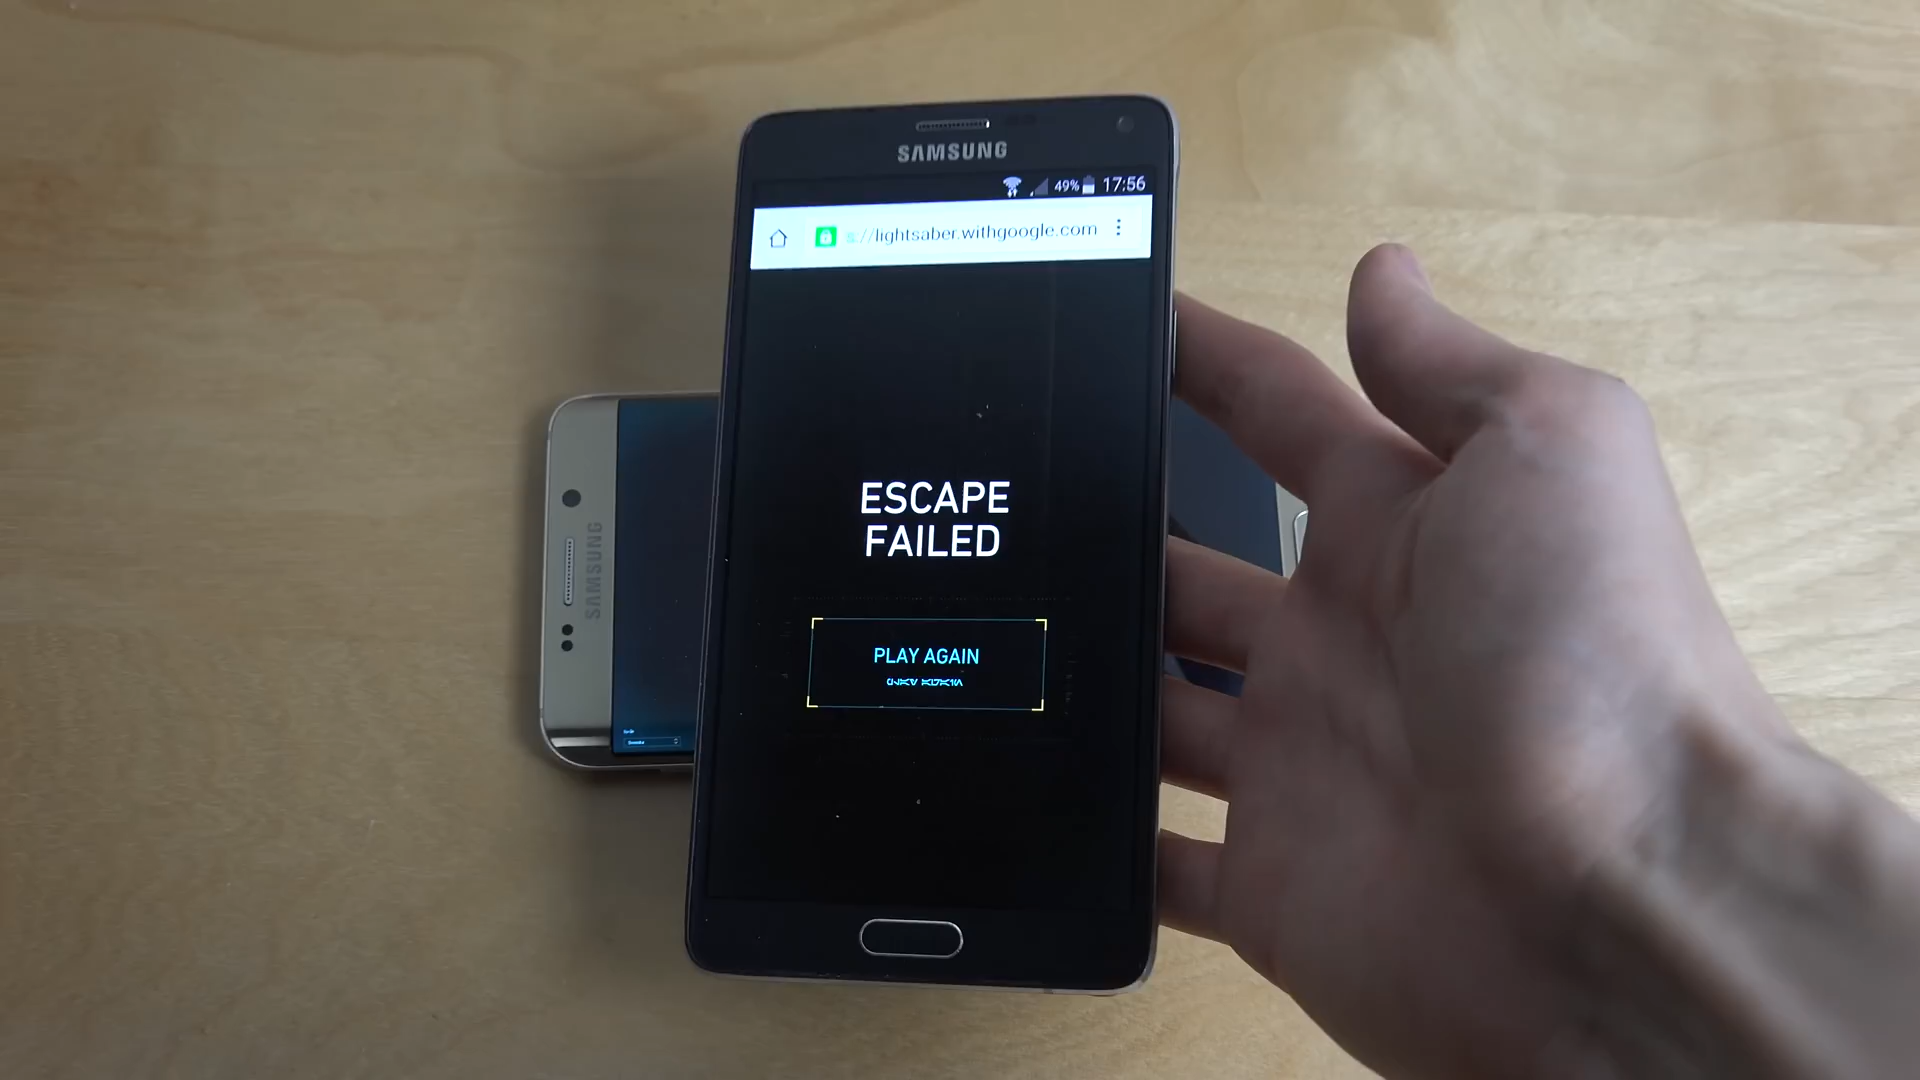 SAMSUNG
49% 17:56
s://lightsaber.withgoogle.com
ESCAPE
FAILED
PLAY AGAIN
SAMSUNG